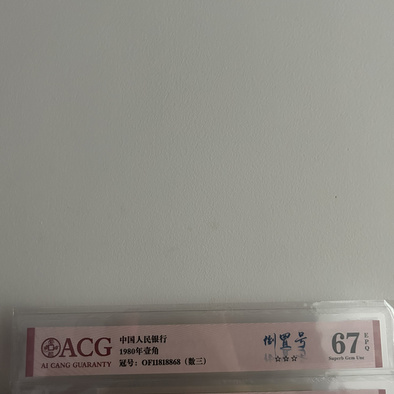 ACG
AI CANG GUARANTY
中国人民银行
1980年壹角
冠号：OF11818868（数三）
倒置号
☆☆☆
67
EPQ
Superb Gem Unc